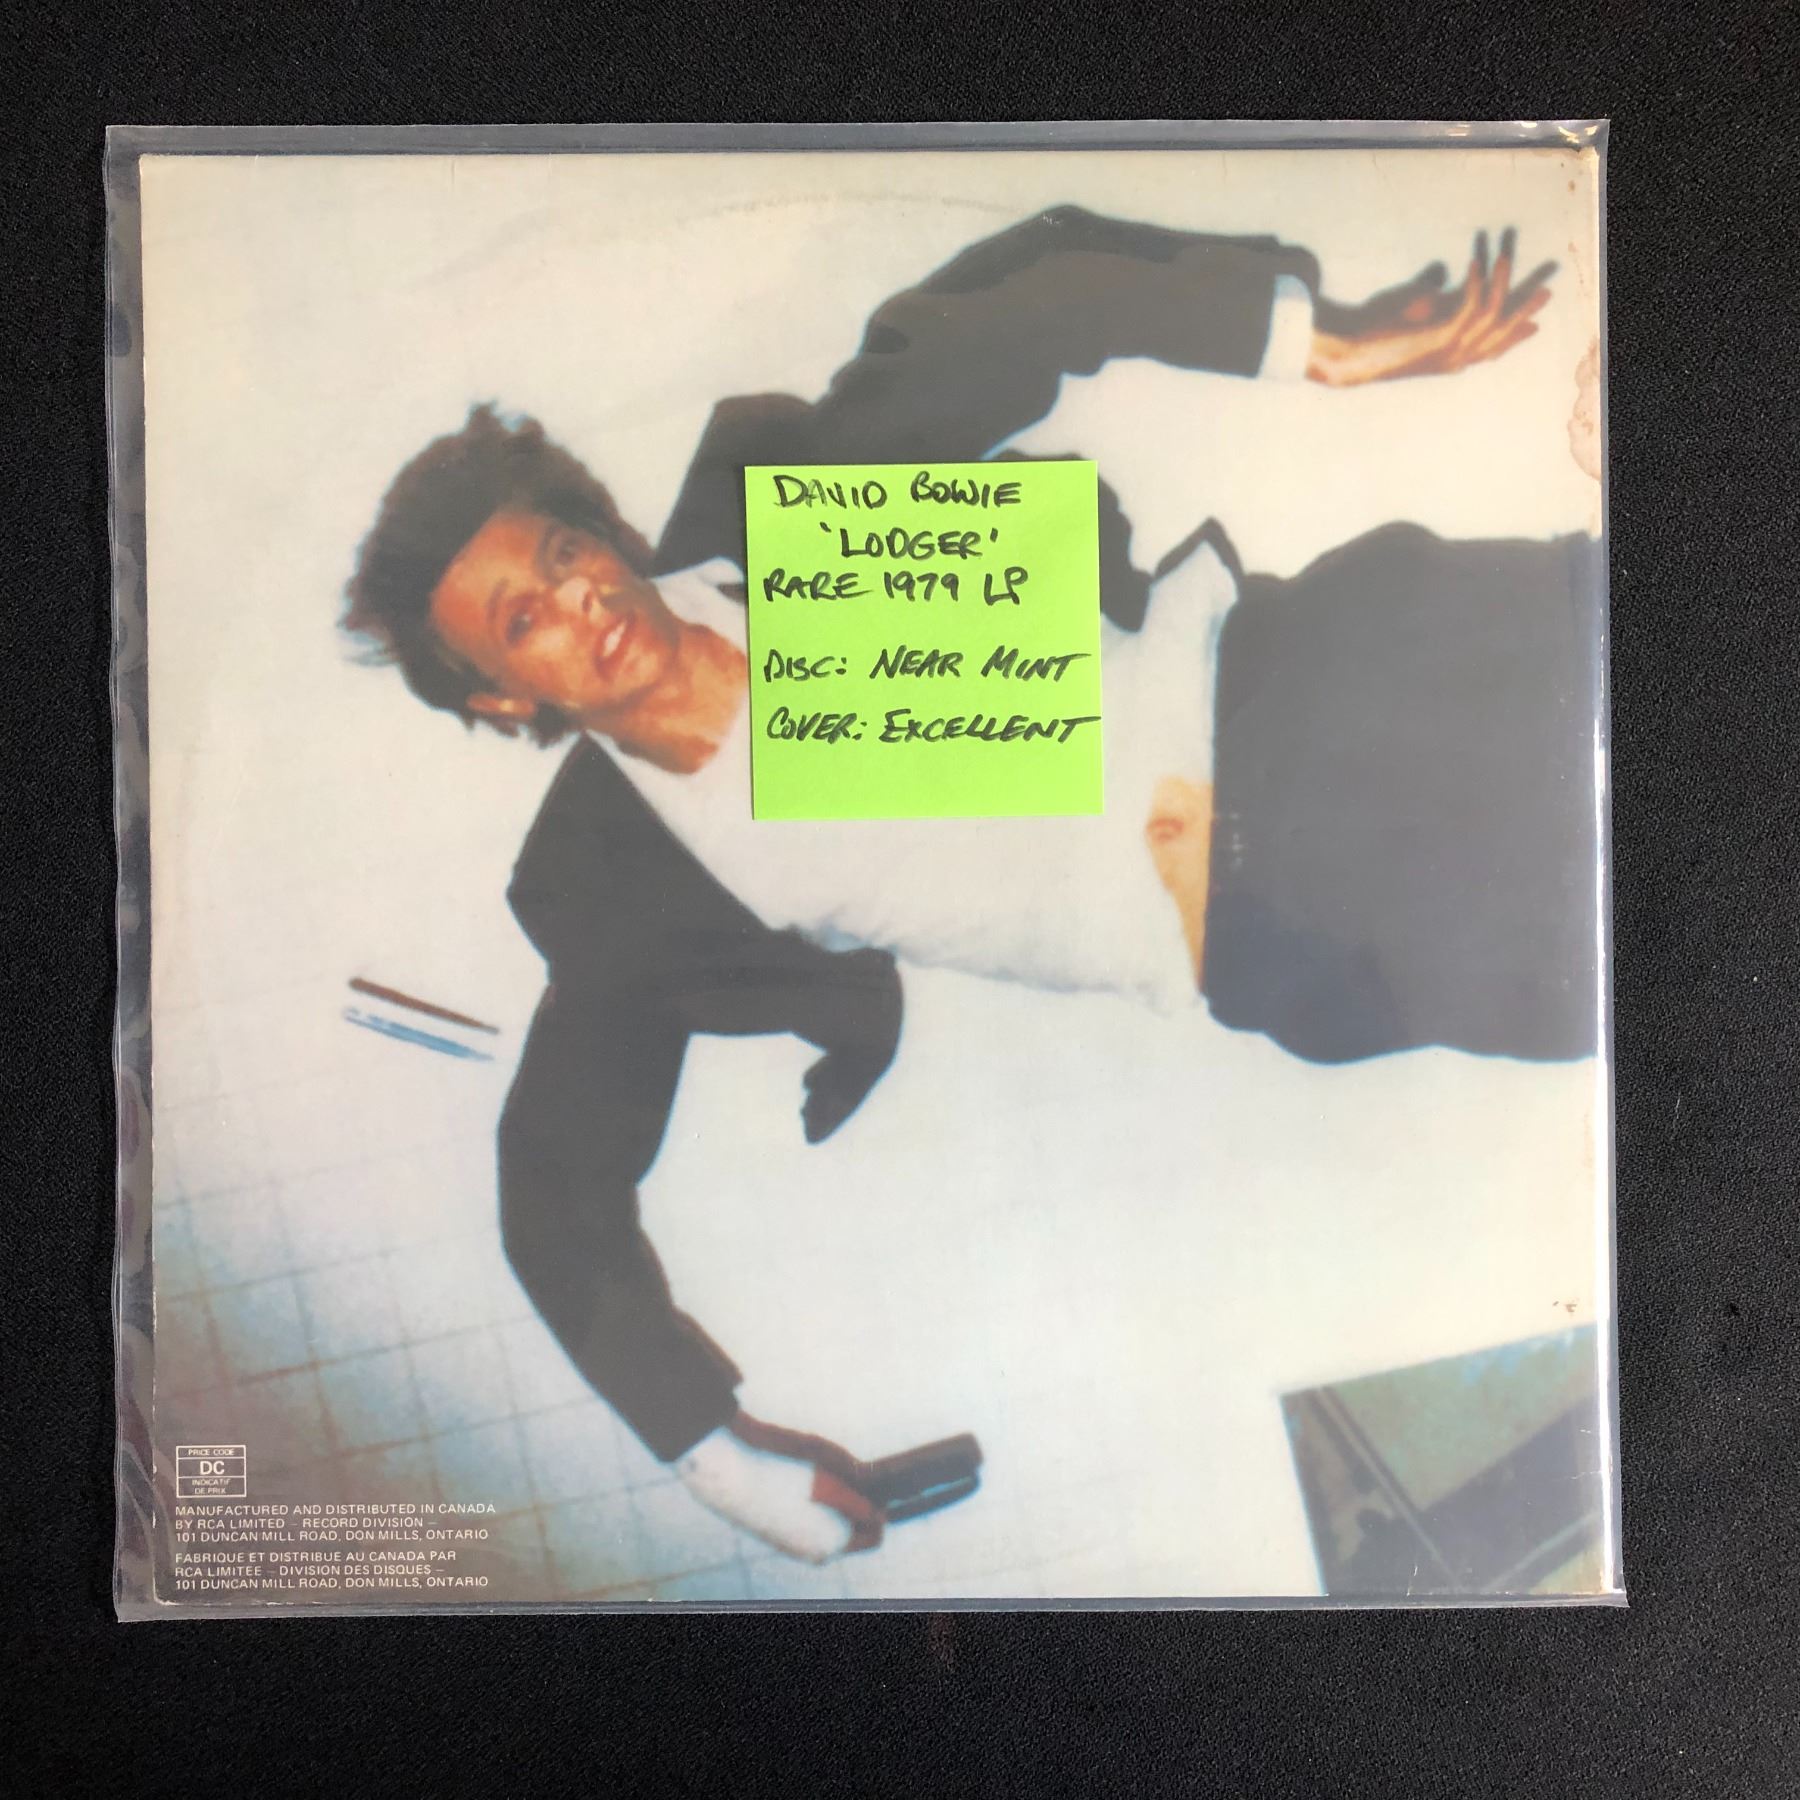 DAVID BOWIE
'LODGER'
RARE 1979 LP
DISC: NEAR MINT
COVER: EXCELLENT
PRICE CODE
DC
INDICATIF
DE PRIX
MANUFACTURED AND DISTRIBUTED IN CANADA
BY RCA LIMITED – RECORD DIVISION –
101 DUNCAN MILL ROAD, DON MILLS, ONTARIO
FABRIQUE ET DISTRIBUE AU CANADA PAR
RCA LIMITEE – DIVISION DES DISQUES –
101 DUNCAN MILL ROAD, DON MILLS, ONTARIO